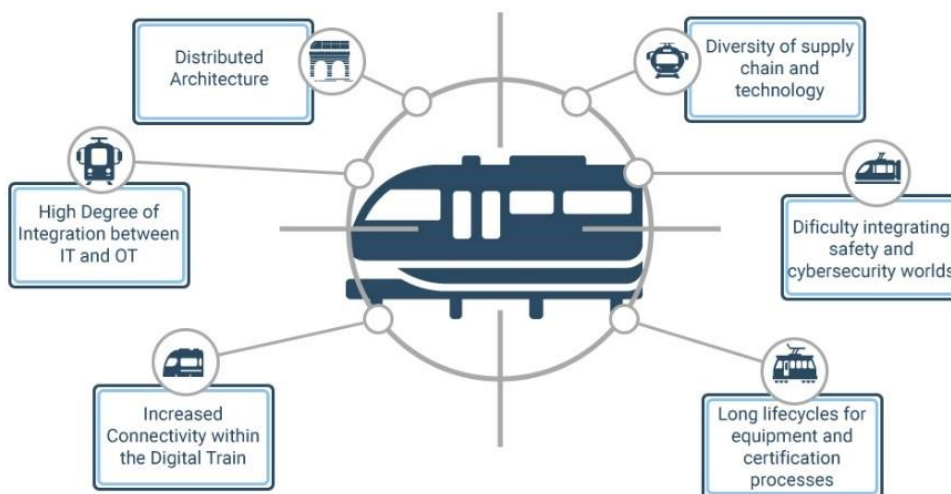 Distributed
Architecture
Diversity of supply
chain and
technology
High Degree of
Integration between
IT and OT
Dificulty integrating
safety and
cybersecurity worlds
Increased
Connectivity within
the Digital Train
Long lifecycles for
equipment and
certification
processes